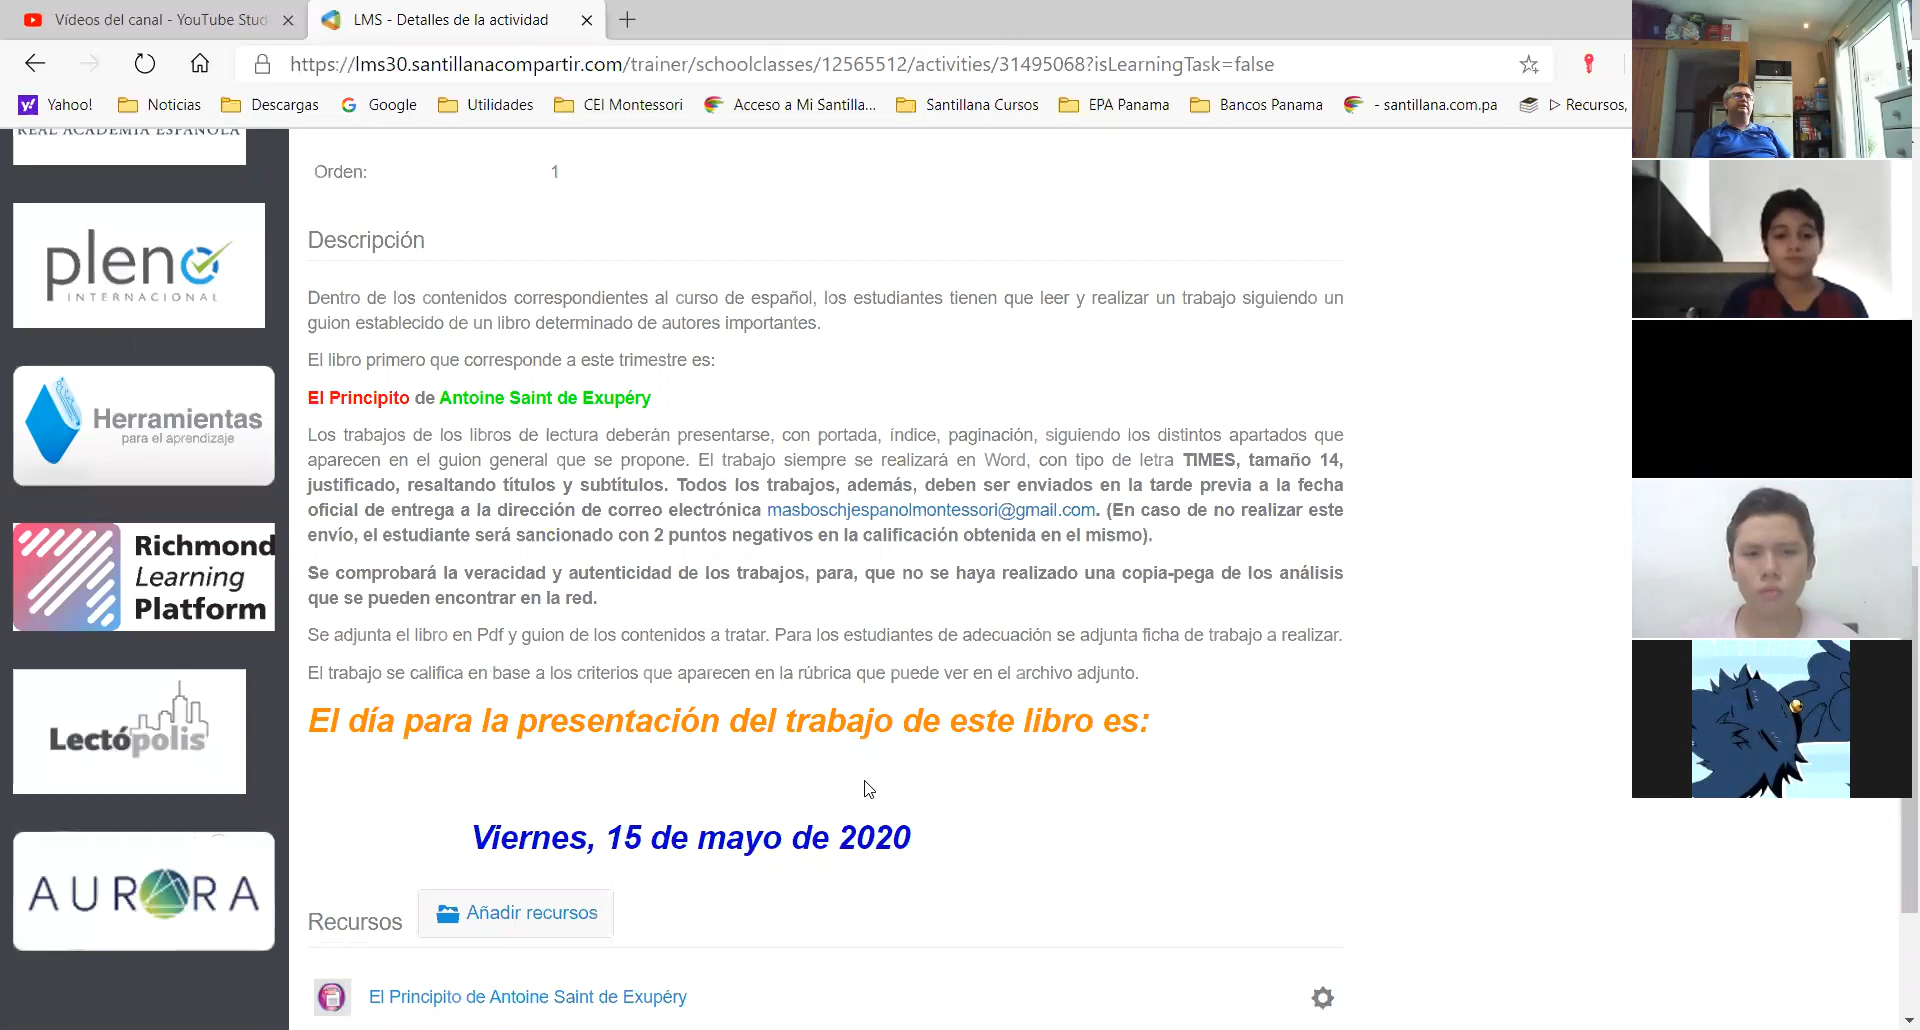 Vídeos del canal - YouTube Stud
LMS - Detalles de la actividad
https://lms30.santillanacompartir.com/trainer/schoolclasses/12565512/activities/31495068?isLearningTask=false
Yahoo! Noticias Descargas Google Utilidades CEI Montessori Acceso a Mi Santilla... Santillana Cursos EPA Panama Bancos Panama - santillana.com.pa ▷ Recursos,
REAL ACADEMIA ESPAÑOLA
pleno
INTERNACIONAL
Herramientas
para el aprendizaje
Richmond
Learning
Platform
Lectópolis
AURORA
Orden: 1
Descripción
Dentro de los contenidos correspondientes al curso de español, los estudiantes tienen que leer y realizar un trabajo siguiendo un
guion establecido de un libro determinado de autores importantes.
El libro primero que corresponde a este trimestre es:
El Principito de Antoine Saint de Exupéry
Los trabajos de los libros de lectura deberán presentarse, con portada, índice, paginación, siguiendo los distintos apartados que
aparecen en el guion general que se propone. El trabajo siempre se realizará en Word, con tipo de letra TIMES, tamaño 14,
justificado, resaltando títulos y subtítulos. Todos los trabajos, además, deben ser enviados en la tarde previa a la fecha
oficial de entrega a la dirección de correo electrónica masboschjespanolmontessori@gmail.com. (En caso de no realizar este
envío, el estudiante será sancionado con 2 puntos negativos en la calificación obtenida en el mismo).
Se comprobará la veracidad y autenticidad de los trabajos, para, que no se haya realizado una copia-pega de los análisis
que se pueden encontrar en la red.
Se adjunta el libro en Pdf y guion de los contenidos a tratar. Para los estudiantes de adecuación se adjunta ficha de trabajo a realizar.
El trabajo se califica en base a los criterios que aparecen en la rúbrica que puede ver en el archivo adjunto.
El día para la presentación del trabajo de este libro es:
Viernes, 15 de mayo de 2020
Recursos Añadir recursos
El Principito de Antoine Saint de Exupéry